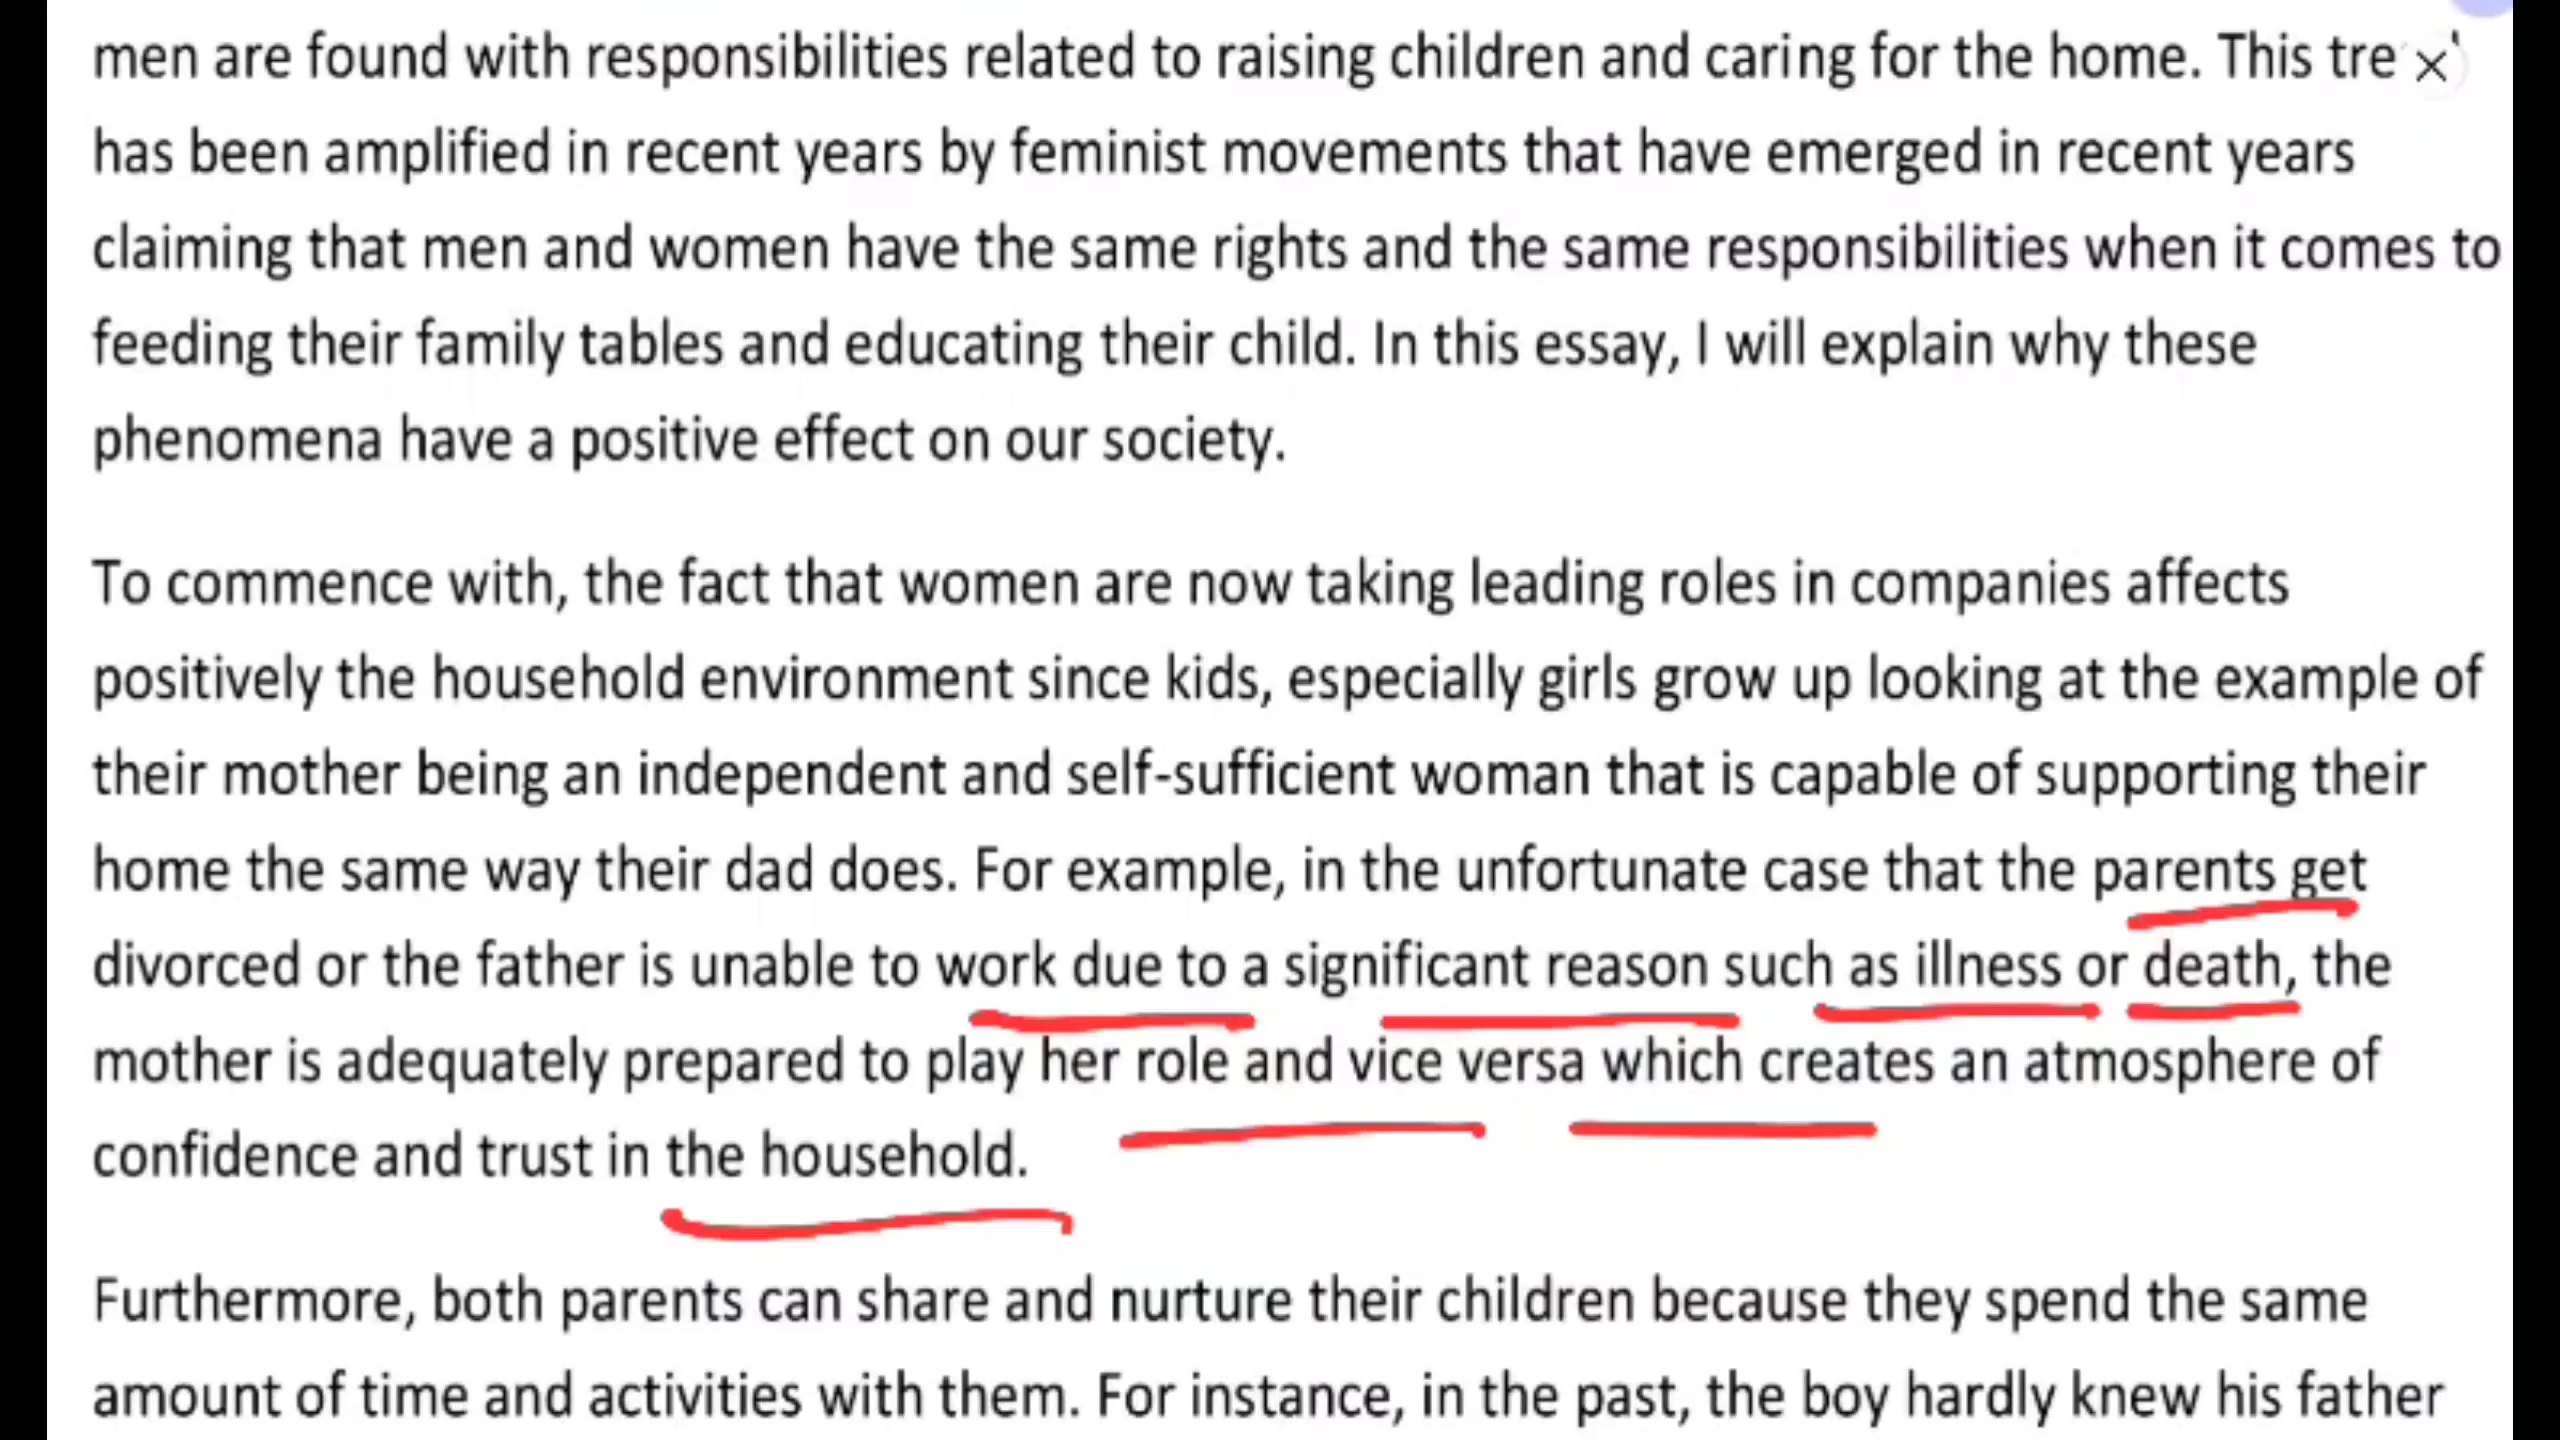 men are found with responsibilities related to raising children and caring for the home. This
has been amplified in recent years by feminist movements that have emerged in recent years
claiming that men and women have the same rights and the same responsibilities when it comes to
feeding their family tables and educating their child. In this essay, I will explain why these
phenomena have a positive effect on our society.
To commence with, the fact that women are now taking leading roles in companies affects
positively the household environment since kids, especially girls grow up looking at the example of
their mother being an independent and self-sufficient woman that is capable of supporting their
home the same way their dad does. For example, in the unfortunate case that the parents get
divorced or the father is unable to work due to a significant reason such as illness or death, the
mother is adequately prepared to play her role and vice versa which creates an atmosphere of
confidence and trust in the household.
Furthermore, both parents can share and nurture their children because they spend the same
amount of time and activities with them. For instance, in the past, the boy hardly knew his father